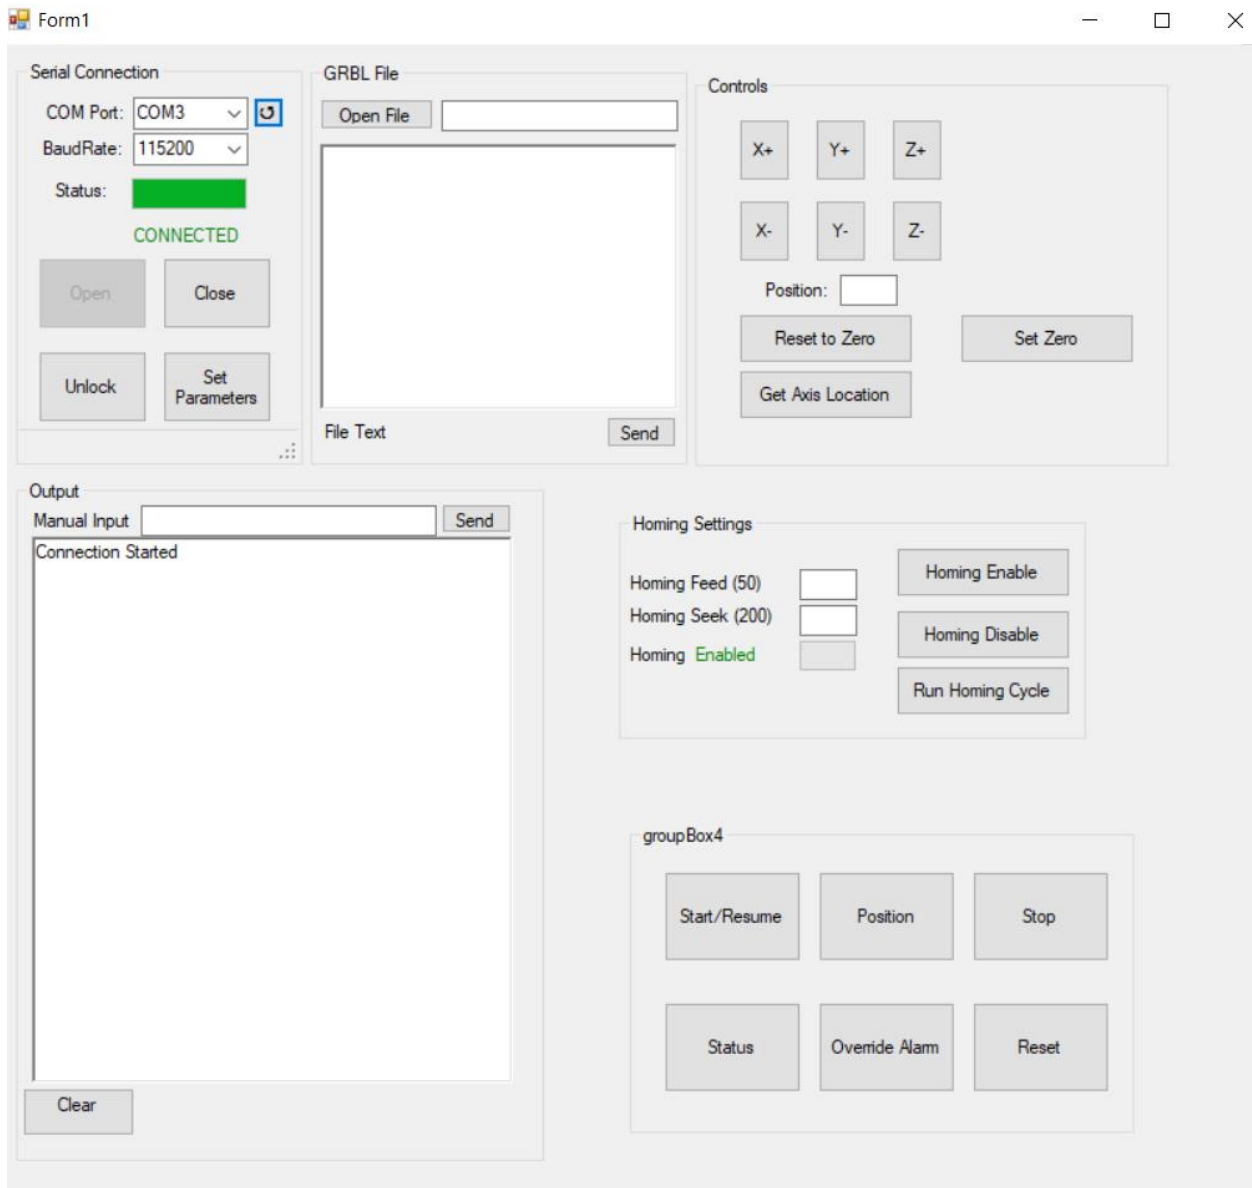 Form1
Serial Connection
COM Port: COM3
BaudRate: 115200
Status:
CONNECTED
Open Close
Unlock Set
Parameters
GRBL File
Open File
File Text Send
Controls
X+ Y+ Z+
X- Y- Z-
Position:
Reset to Zero Set Zero
Get Axis Location
Output
Manual Input Send
Connection Started
Clear
Homing Settings
Homing Feed (50) Homing Enable
Homing Seek (200) Homing Disable
Homing Enabled
Run Homing Cycle
groupBox4
Start/Resume Position Stop
Status Override Alarm Reset